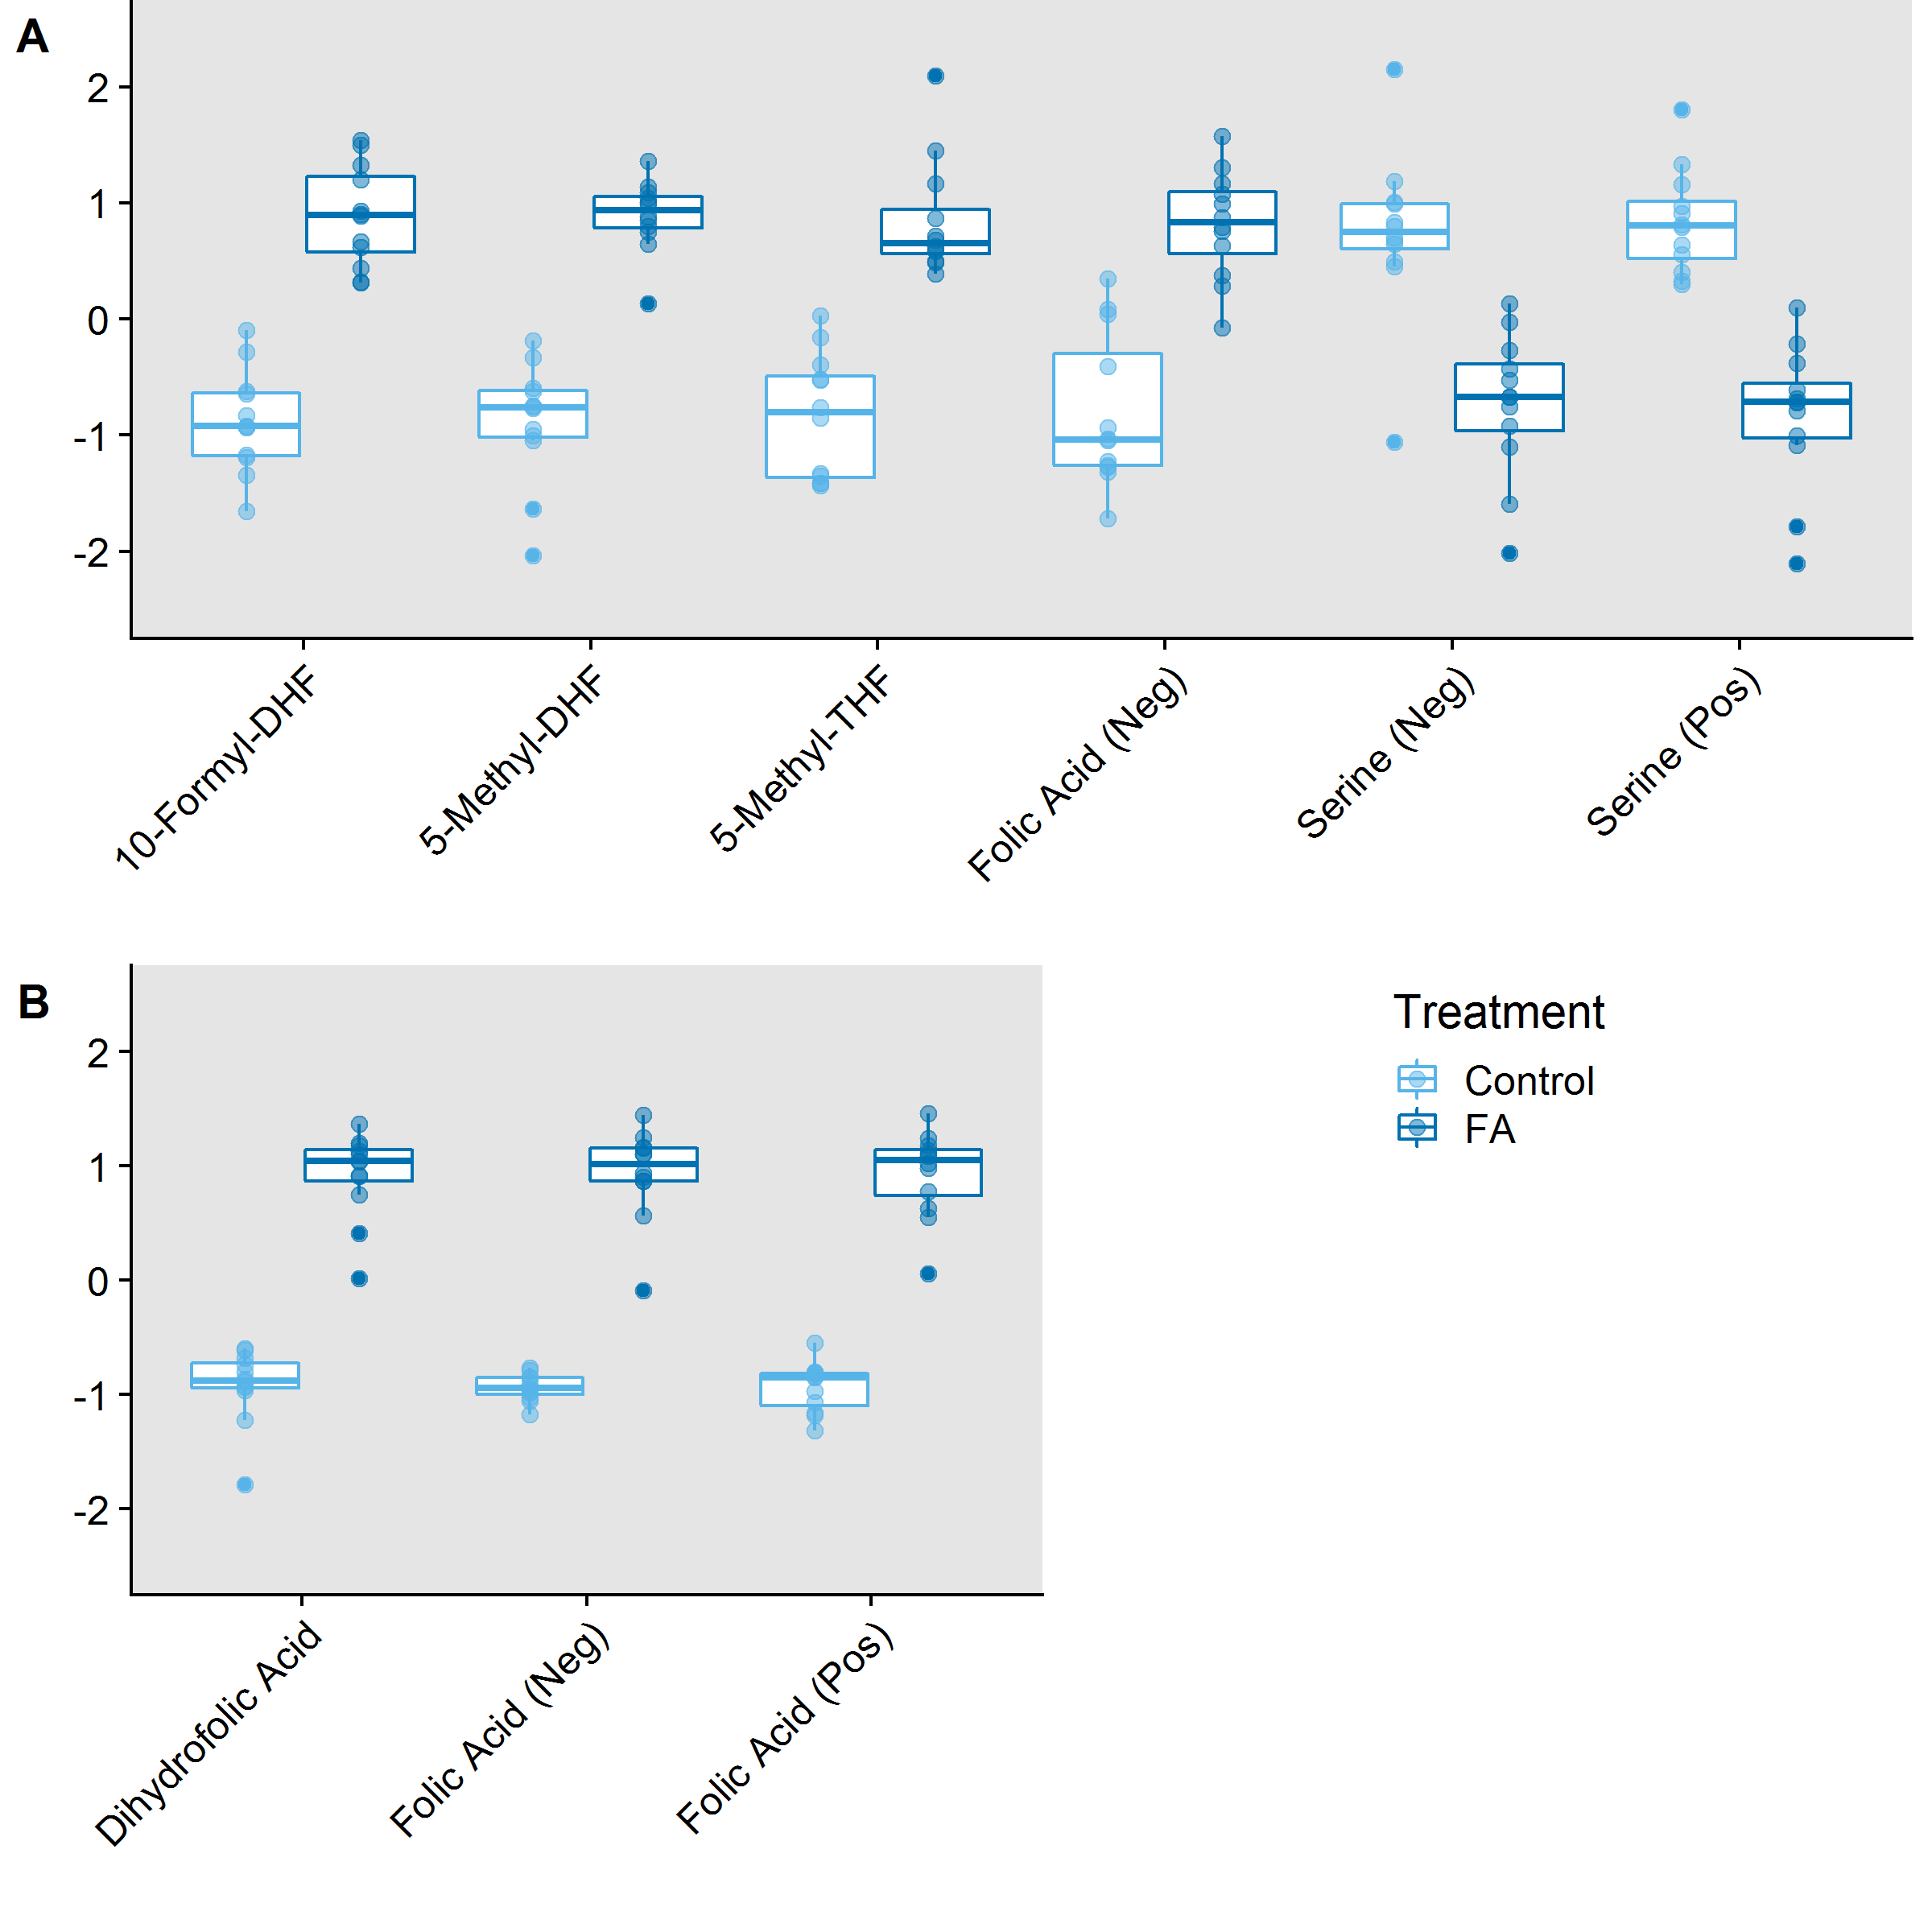 A
2
1
0
-1
-2
10-Formyl-DHF
5-Methyl-DHF
5-Methyl-THF
Folic Acid (Neg)
Serine (Neg)
Serine (Pos)
B
2
1
0
-1
-2
Dihydrofolic Acid
Folic Acid (Neg)
Folic Acid (Pos)
Treatment
Control
FA